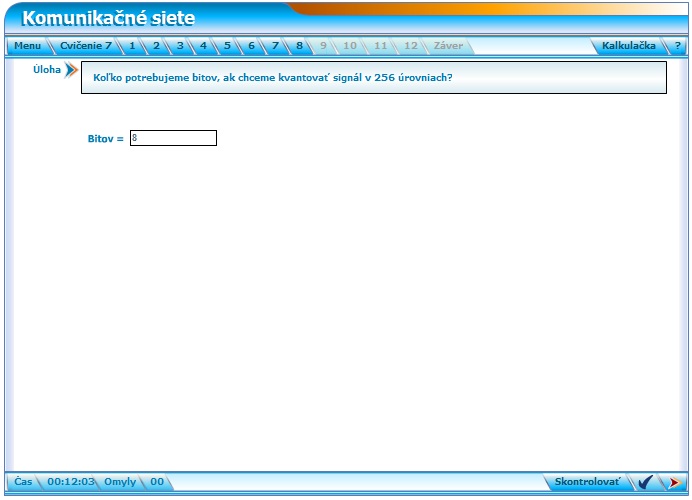 Komunikačné siete
Menu Cvičenie 7 1 2 3 4 5 6 7 8 9 10 11 12 Záver Kalkulačka ?
Úloha Koľko potrebujeme bitov, ak chceme kvantovať signál v 256 úrovniach?
Bitov = 8
Čas 00:12:03 Omyly 00 Skontrolovať